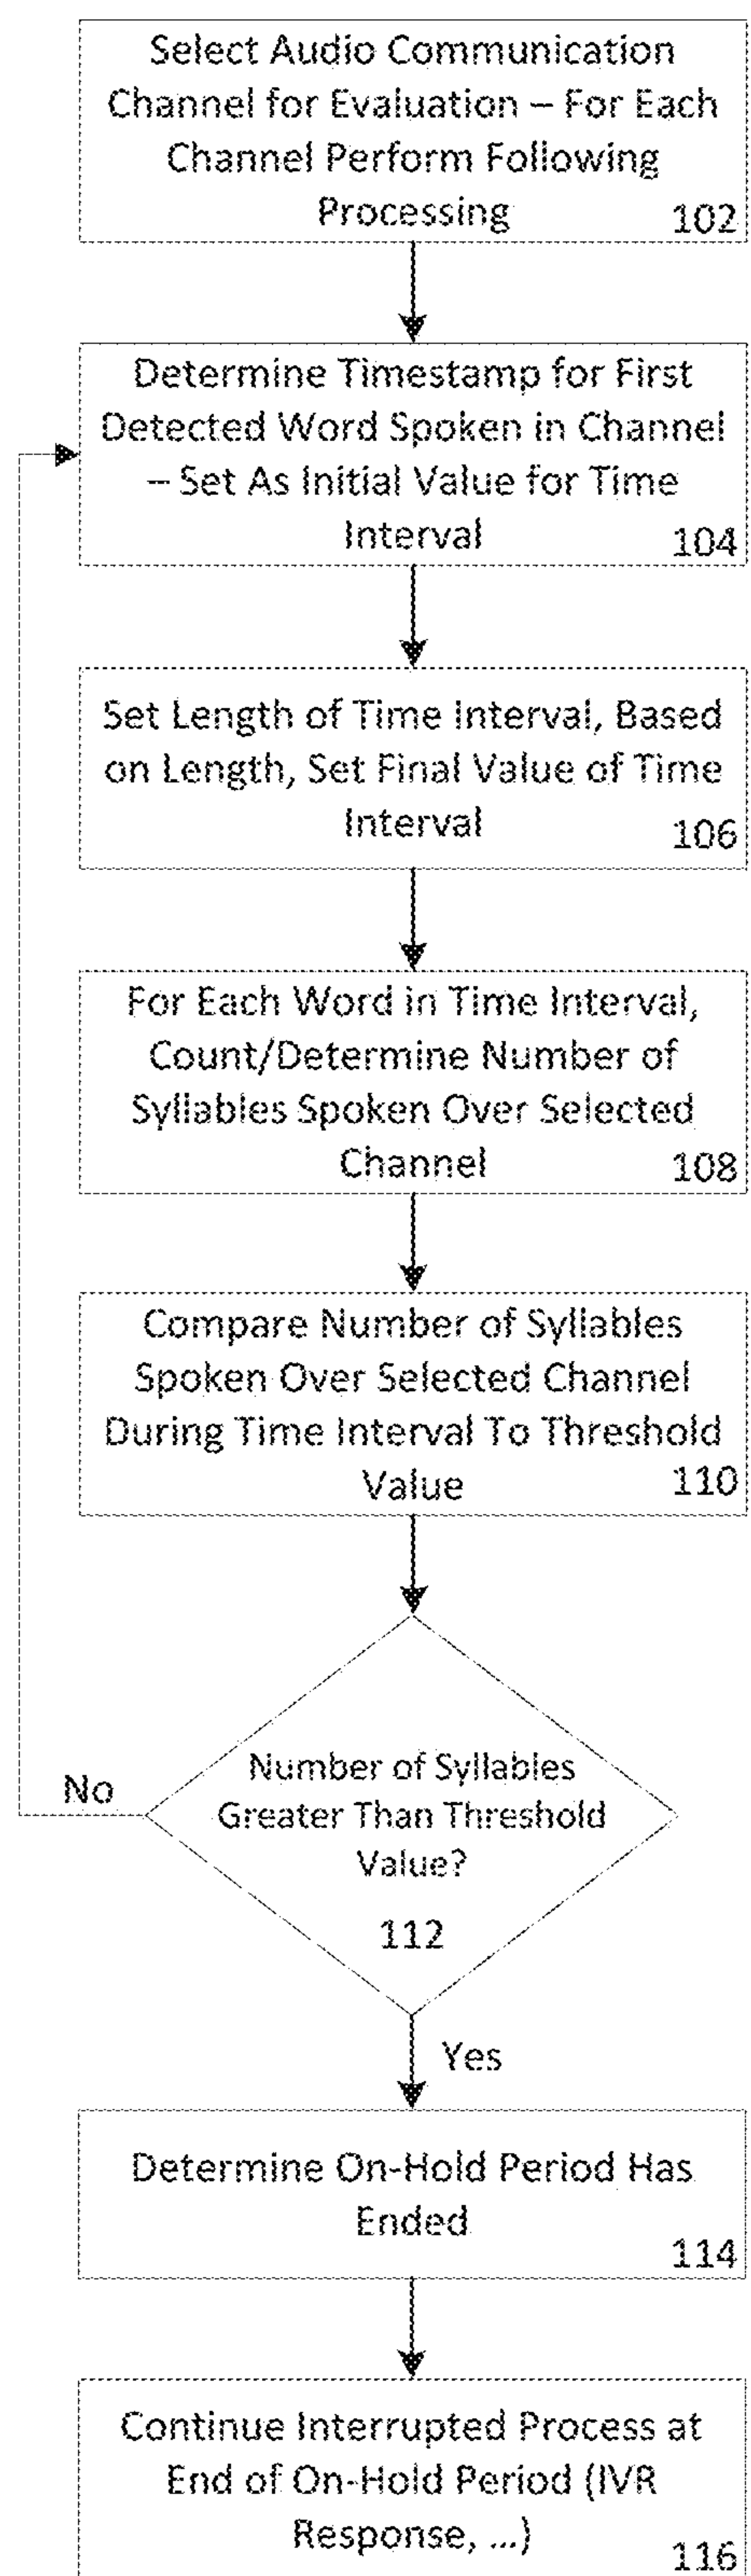 Select Audio Communication
Channel for Evaluation – For Each
Channel Perform Following
Processing
102
Determine Timestamp for First
Detected Word Spoken in Channel
– Set As Initial Value for Time
Interval
104
Set Length of Time Interval, Based
on Length, Set Final Value of Time
Interval
106
For Each Word in Time Interval,
Count/Determine Number of
Syllables Spoken Over Selected
Channel
108
Compare Number of Syllables
Spoken Over Selected Channel
During Time Interval To Threshold
Value
110
No
Number of Syllables
Greater Than Threshold
Value?
112
Yes
Determine On-Hold Period Has
Ended
114
Continue Interrupted Process at
End of On-Hold Period (IVR
Response, ...)
116